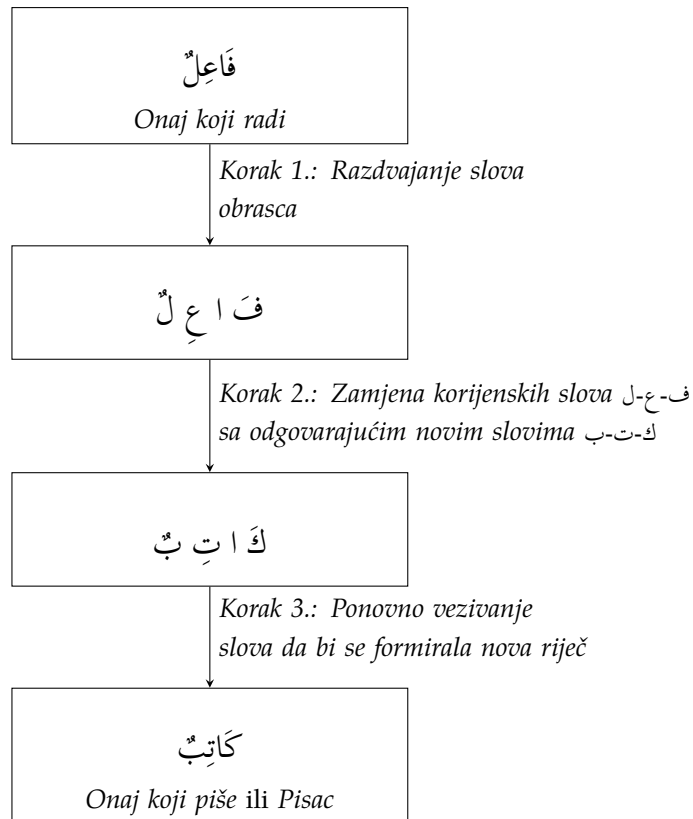 فَاعِلٌ
Onaj koji radi
Korak 1.: Razdvajanje slova
obrasca
فَ ا عِ لٌ
Korak 2.: Zamjena korijenskih slova ف-ع-ل
sa odgovarajućim novim slovima ك-ت-ب
كَ ا تِ بٌ
Korak 3.: Ponovno vezivanje
slova da bi se formirala nova riječ
كَاتِبٌ
Onaj koji piše ili Pisac